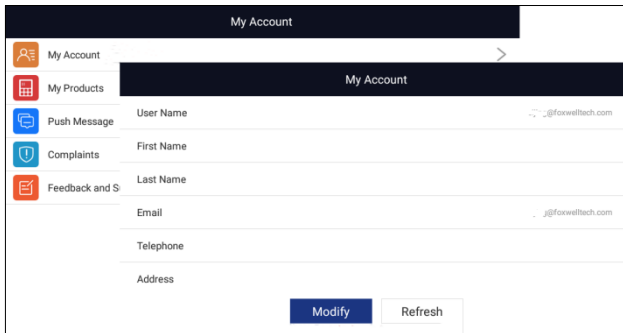 My Account
My Account
My Products
Push Message
Complaints
Feedback and
My Account
User Name @foxwelltech.com
First Name
Last Name
Email @foxwelltech.com
Telephone
Address
Modify Refresh